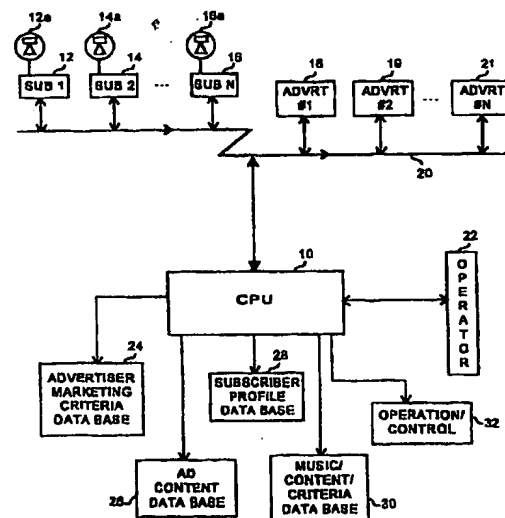 12a 14a 16a
12 14 16
SUB 1 SUB 2 ... SUB N
18 19 21
ADVRT #1 ADVRT #2 ... ADVRT #N
20
10
CPU
22
OPERATOR
24
ADVERTISER MARKETING CRITERIA DATA BASE
28
SUBSCRIBER PROFILE DATA BASE
OPERATION/ CONTROL
32
AD CONTENT DATA BASE
26
MUSIC/ CONTENT/ CRITERIA DATA BASE
30